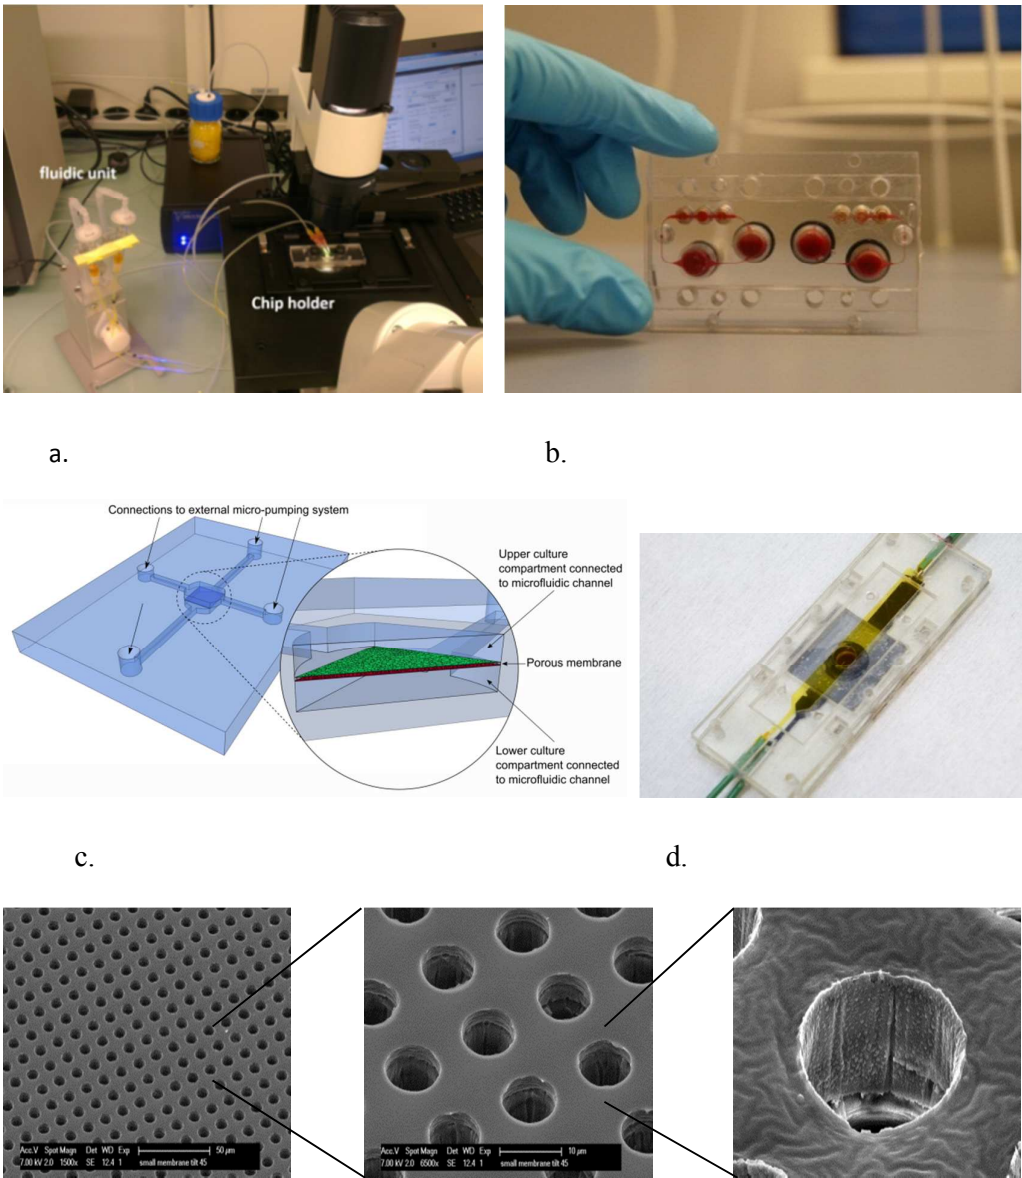 fluidic unit
Chip holder
a.
b.
Connections to external micro-pumping system
Upper culture
compartment connected
to microfluidic channel
Porous membrane
Lower culture
compartment connected
to microfluidic channel
c.
d.
Acc.V Spot Magn Det WD Exp 50 µm
7.00 kV 2.0 1500x SE 12.4 1 small membrane tilt 45
Acc.V Spot Magn Det WD Exp 10 µm
7.00 kV 2.0 6500x SE 12.4 1 small membrane tilt 45